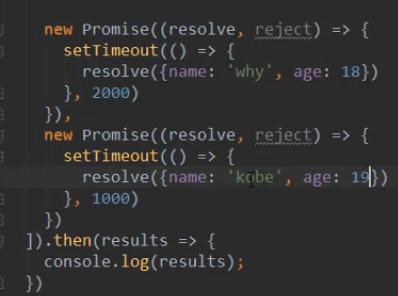 new Promise((resolve, reject) => {
setTimeout(() => {
resolve({name: 'why', age: 18})
}, 2000)
}),
new Promise((resolve, reject) => {
setTimeout(() => {
resolve({name: 'kobe', age: 19})
}, 1000)
})
]).then(results => {
console.log(results);
})